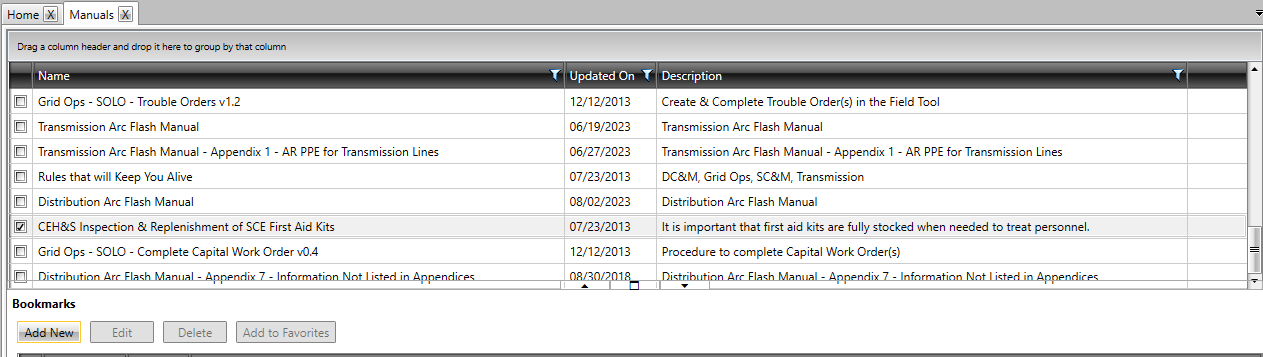 Home X Manuals X
Drag a column header and drop it here to group by that column
Name Updated On Description
Grid Ops - SOLO - Trouble Orders v1.2 12/12/2013 Create & Complete Trouble Order(s) in the Field Tool
Transmission Arc Flash Manual 06/19/2023 Transmission Arc Flash Manual
Transmission Arc Flash Manual - Appendix 1 - AR PPE for Transmission Lines 06/27/2023 Transmission Arc Flash Manual - Appendix 1 - AR PPE for Transmission Lines
Rules that will Keep You Alive 07/23/2013 DC&M, Grid Ops, SC&M, Transmission
Distribution Arc Flash Manual 08/02/2023 Distribution Arc Flash Manual
CEH&S Inspection & Replenishment of SCE First Aid Kits 07/23/2013 It is important that first aid kits are fully stocked when needed to treat personnel.
Grid Ops - SOLO - Complete Capital Work Order v0.4 12/12/2013 Procedure to complete Capital Work Order(s)
Distribution Arc Flash Manual - Appendix 7 - Information Not Listed in Appendices 08/30/2018 Distribution Arc Flash Manual - Appendix 7 - Information Not Listed in Appendices
Bookmarks
Add New Edit Delete Add to Favorites